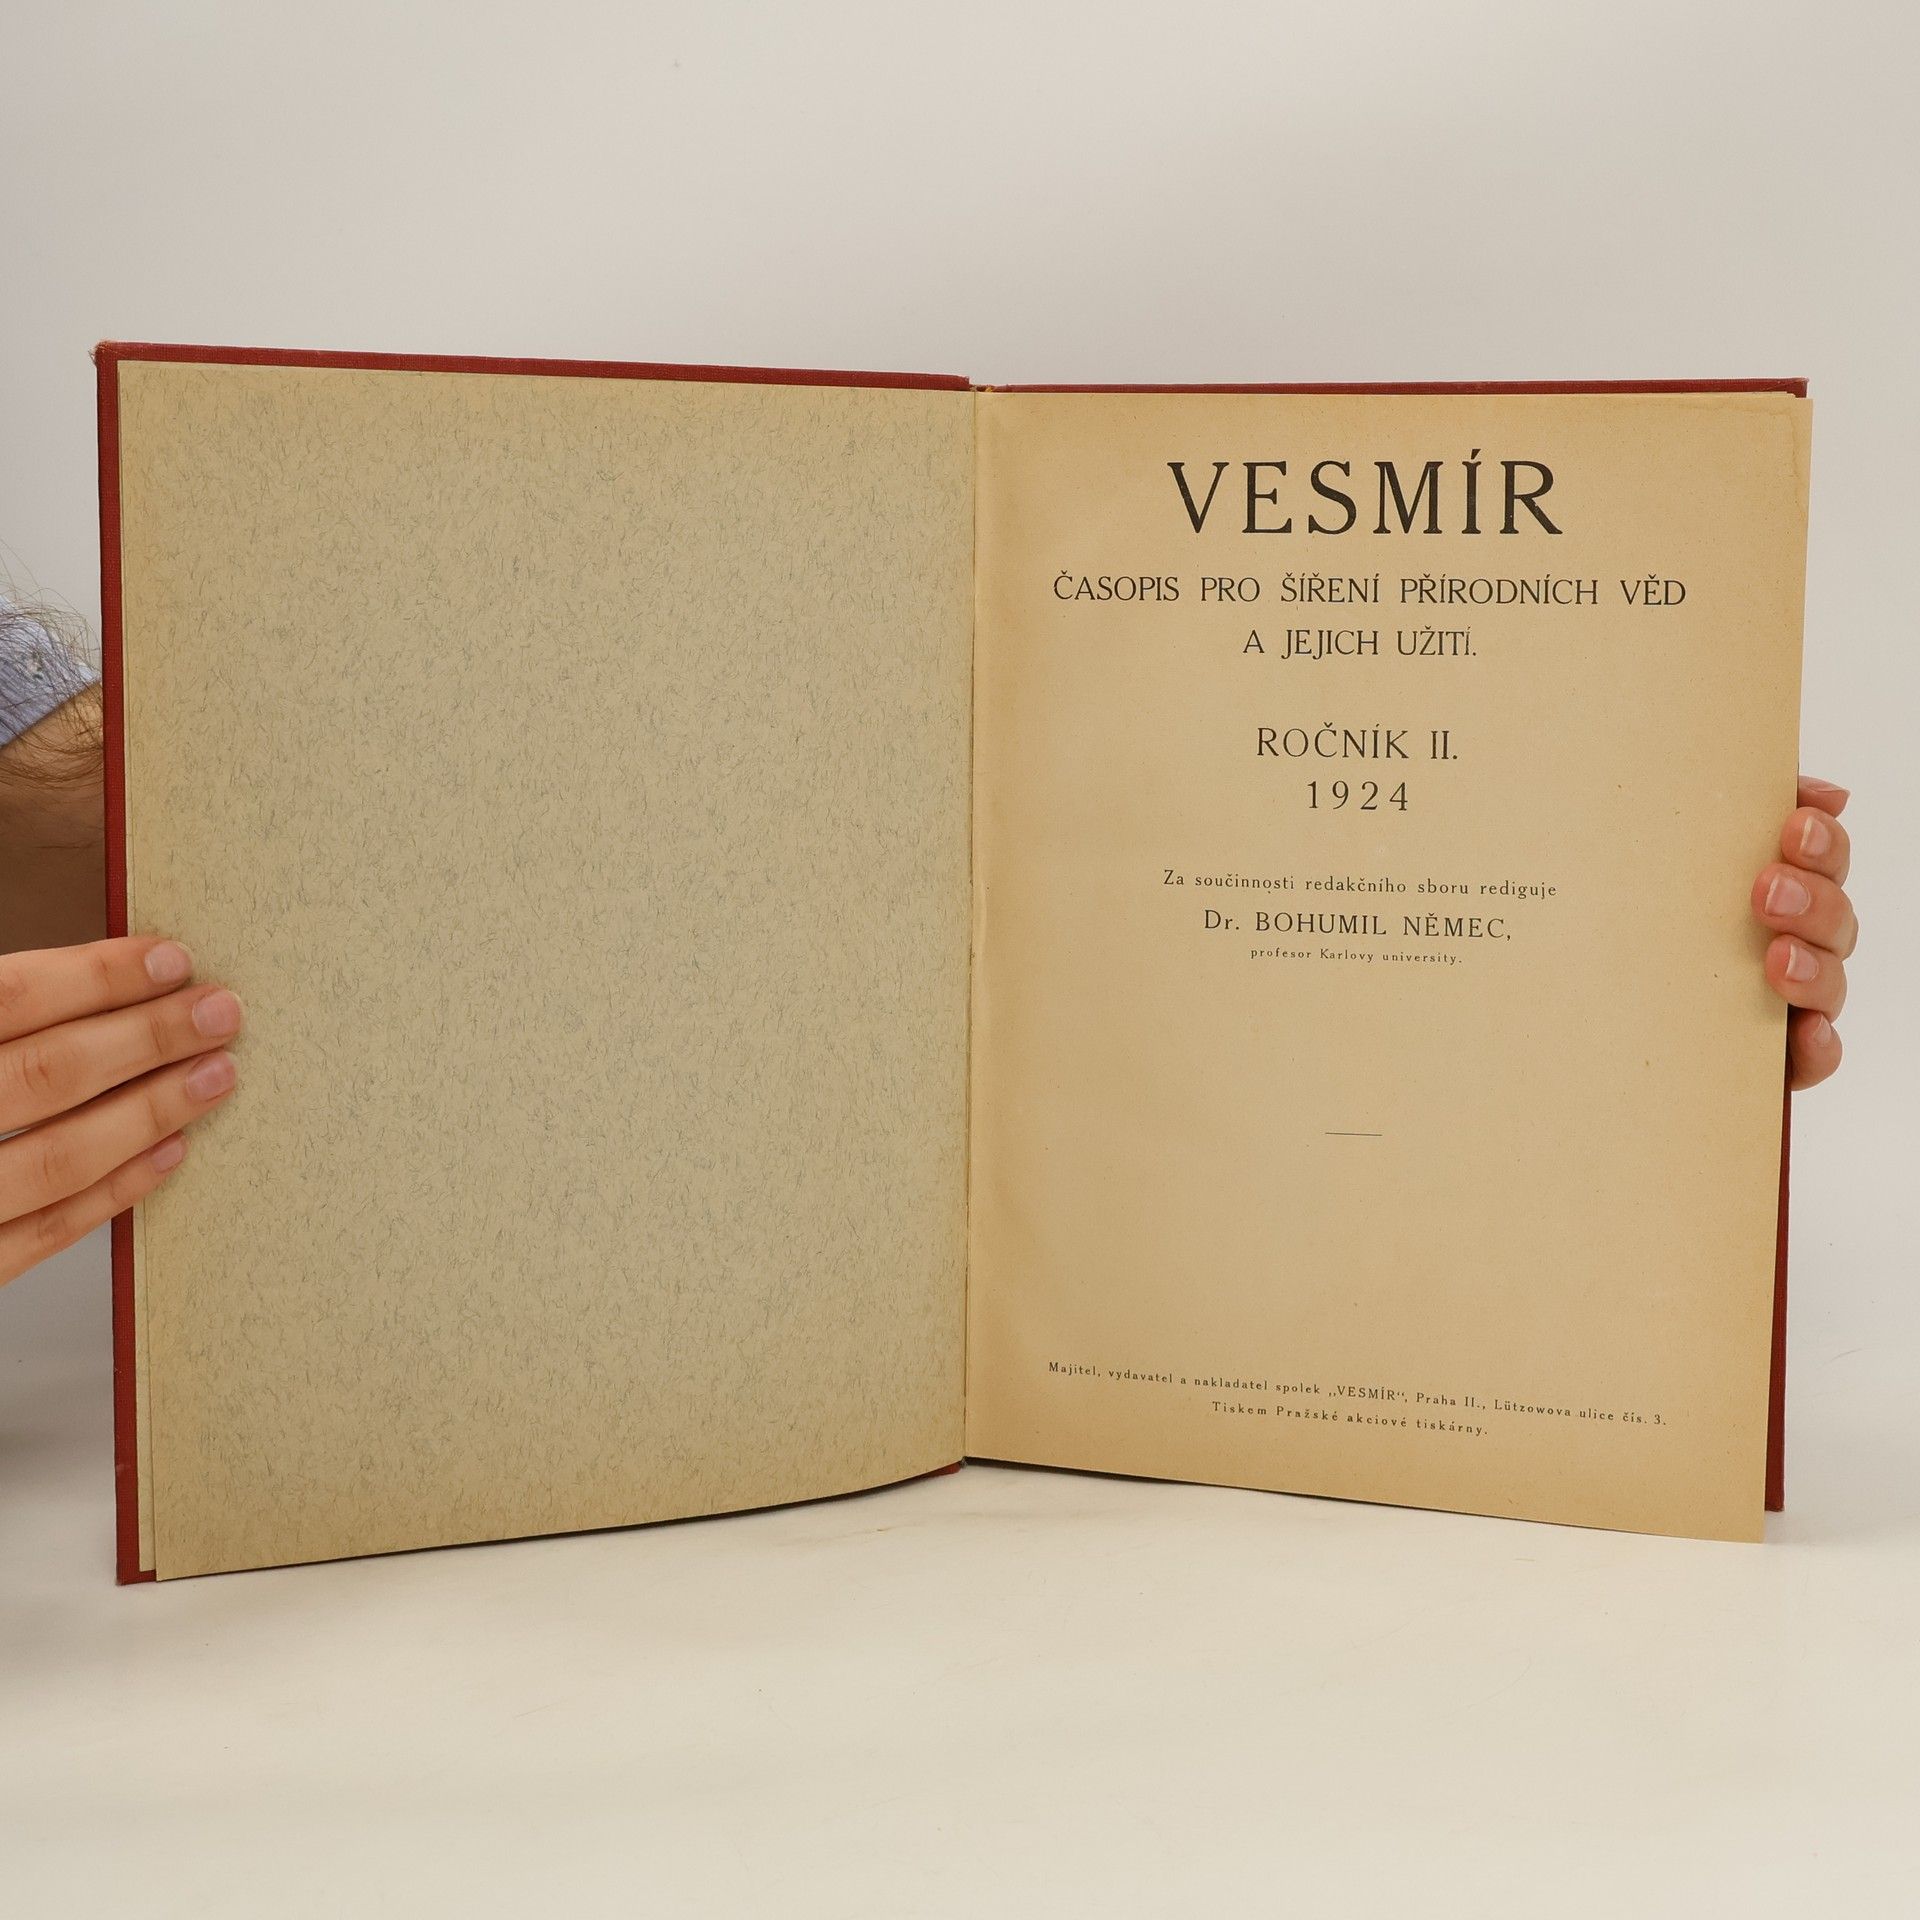 VESMÍR
ČASOPIS PRO ŠÍŘENÍ PŘÍRODNÍCH VĚD
A JEJICH UŽITÍ.
ROČNÍK II.
1924
Za součinnosti redakčního sboru rediguje
Dr. BOHUMIL NĚMEC,
profesor Karlovy university.
Majitel, vydavatel a nakladatel spolek „VESMÍR“, Praha II., Lützowova ulice čís. 3.
Tiskem Pražské akciové tiskárny.